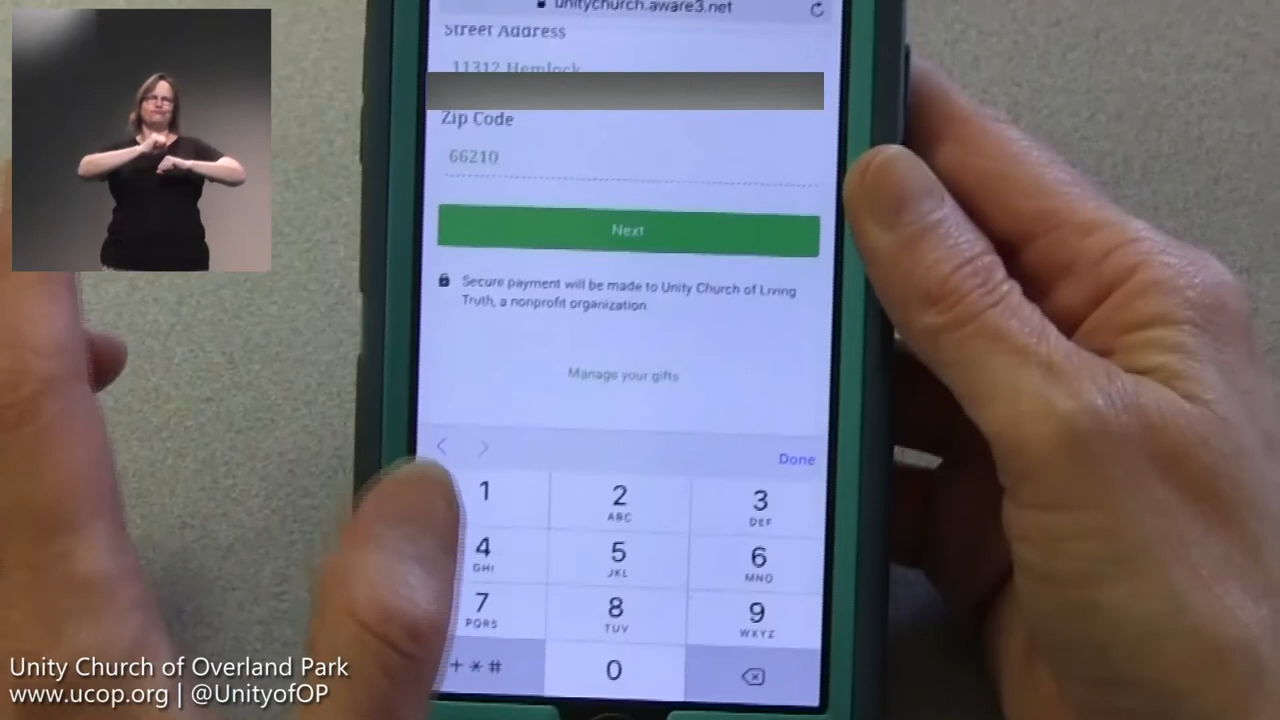 unitychurch.aware3.net
Street Address
11312 Hemlock
Zip Code
66210
Next
Secure payment will be made to Unity Church of Living
Truth, a nonprofit organization
Manage your gifts
Done
1
2
3
ABC
DEF
4
5
6
GHI
JKL
MNO
7
8
9
PQRS
TUV
WXYZ
+*#
0
Unity Church of Overland Park
www.ucop.org | @UnityofOP